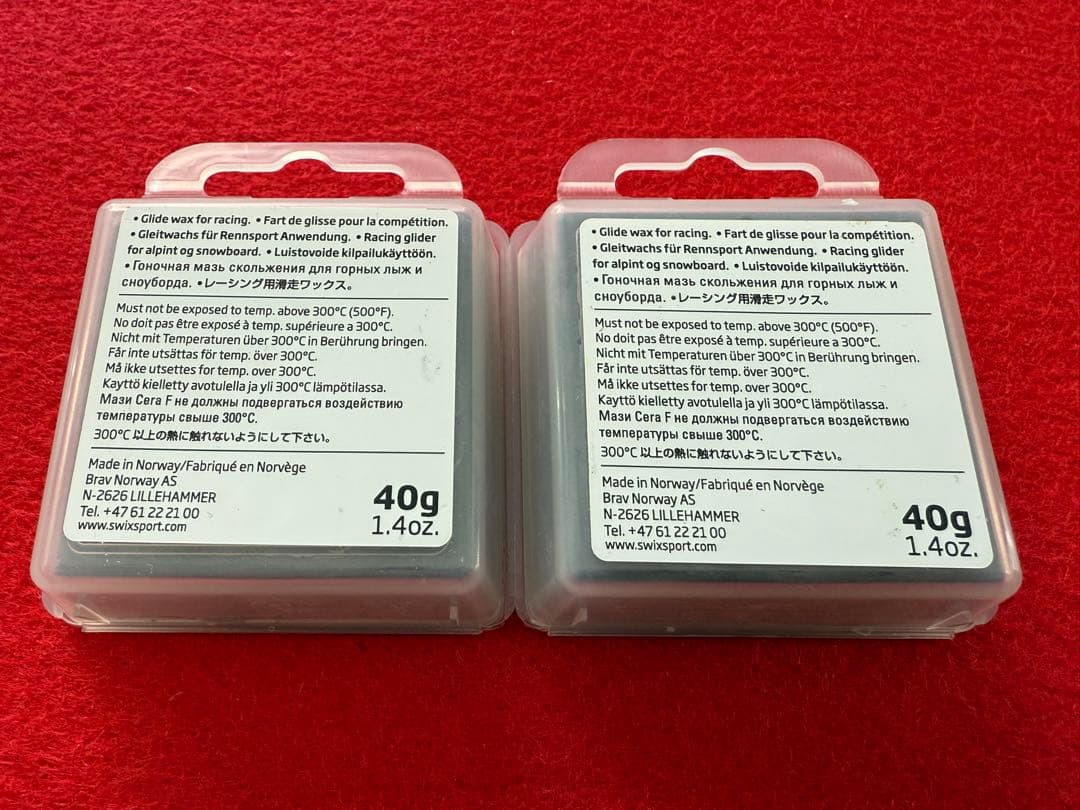 • Glide wax for racing. • Fart de glisse pour la compétition.
• Gleitwachs für Rennsport Anwendung. • Racing glider
for alpint og snowboard. • Luistovoide kilpailukäyttöön.
• Гоночная мазь скольжения для горных лыж и
сноуборда. •レーシング用滑走ワックス。
Must not be exposed to temp. above 300°C (500°F).
No doit pas être exposé à temp. supérieure a 300°C.
Nicht mit Temperaturen über 300°C in Berührung bringen.
Får inte utsättas för temp. över 300°C.
Må ikke utsettes for temp. over 300°C.
Kayttö kielletty avotulella ja yli 300°C lämpötilassa.
Мази Cera F не должны подвергаться воздействию
температуры свыше 300°C.
300°C 以上の熱に触れないようにして下さい。
Made in Norway/Fabriqué en Norvège
Brav Norway AS
N-2626 LILLEHAMMER
Tel. +47 61 22 21 00
www.swixsport.com
40g
1.4oz.
• Glide wax for racing. • Fart de glisse pour la compétition.
• Gleitwachs für Rennsport Anwendung. • Racing glider
for alpint og snowboard. • Luistovoide kilpailukäyttöön.
• Гоночная мазь скольжения для горных лыж и
сноуборда. •レーシング用滑走ワックス。
Must not be exposed to temp. above 300°C (500°F).
No doit pas être exposé à temp. supérieure a 300°C.
Nicht mit Temperaturen über 300°C in Berührung bringen.
Får inte utsättas för temp. över 300°C.
Må ikke utsettes for temp. over 300°C.
Kayttö kielletty avotulella ja yli 300°C lämpötilassa.
Мази Cera F не должны подвергаться воздействию
температуры свыше 300°C.
300°C 以上の熱に触れないようにして下さい。
Made in Norway/Fabriqué en Norvège
Brav Norway AS
N-2626 LILLEHAMMER
Tel. +47 61 22 21 00
www.swixsport.com
40g
1.4oz.